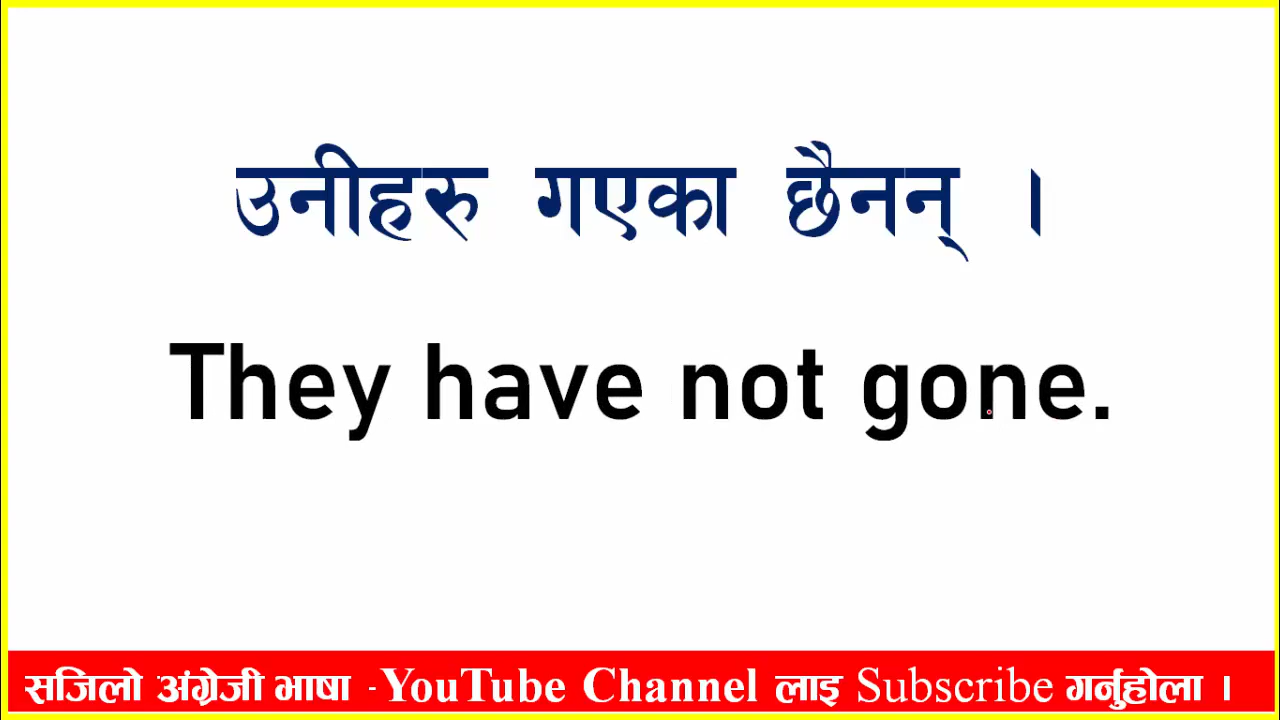 उनीहरु गएका छैनन् ।
They have not gone.
सजिलो अंग्रेजी भाषा -YouTube Channel लाइ Subscribe गर्नुहोला ।